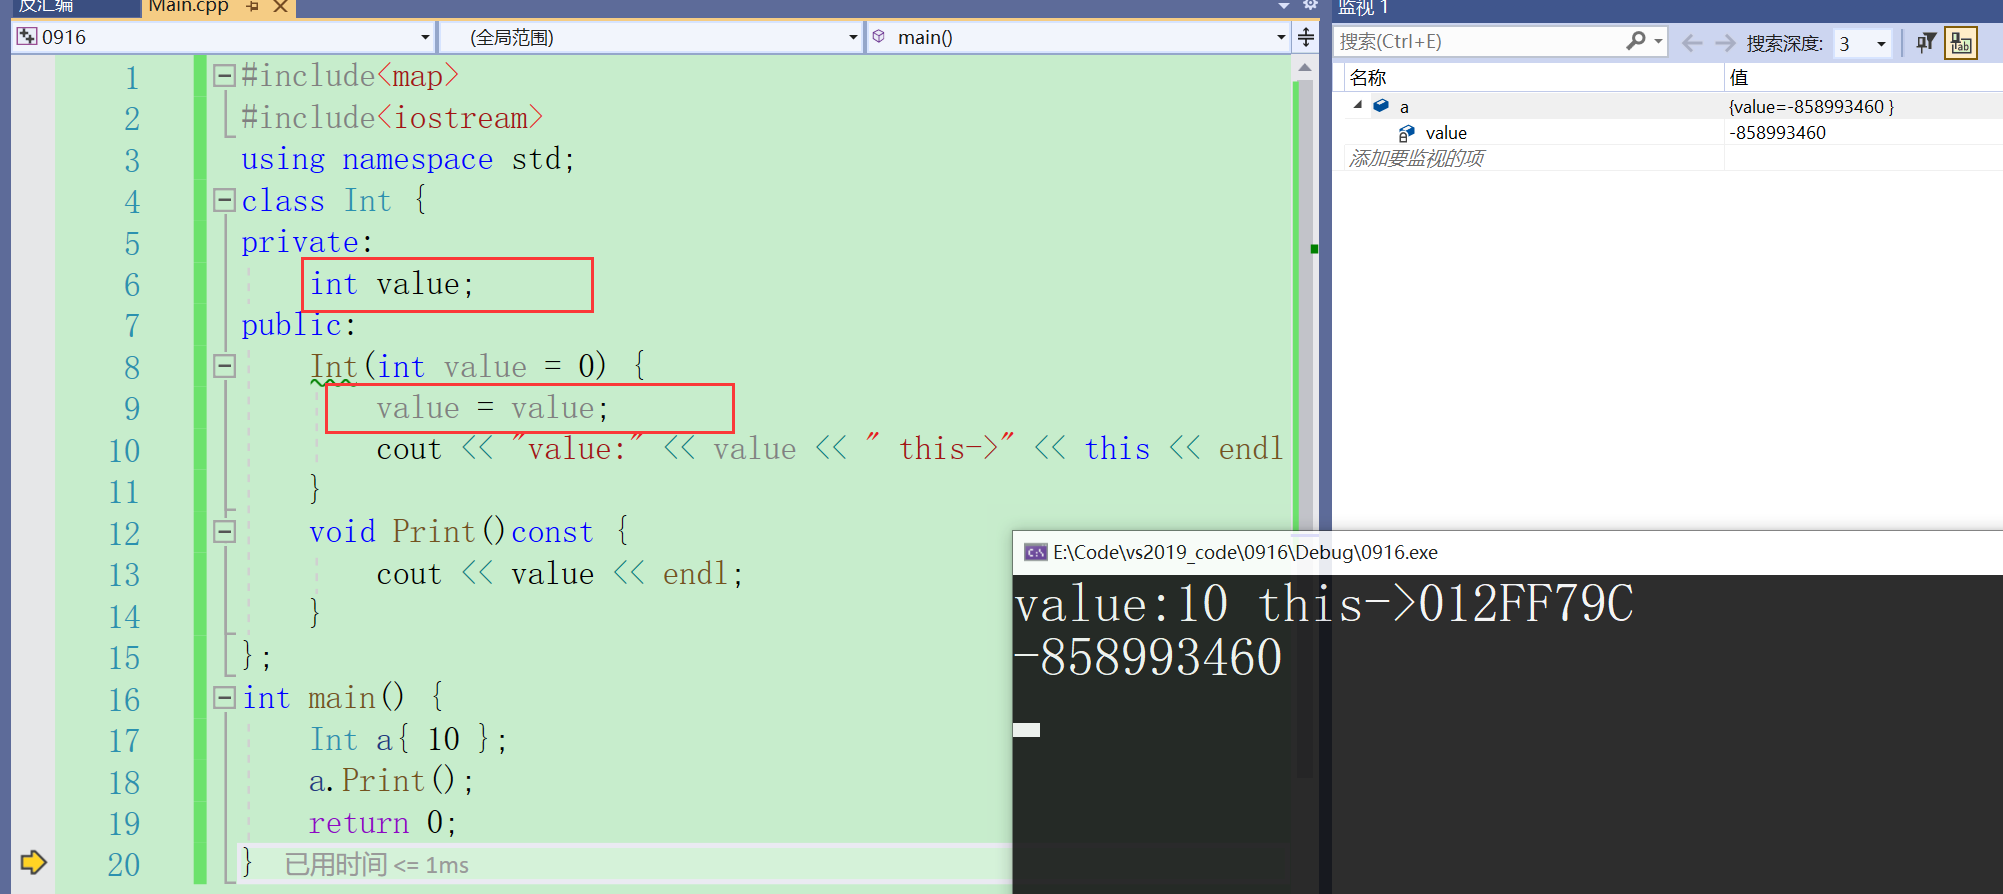 反汇编 Main.cpp
0916 (全局范围) main()
1 #include<map>
2 #include<iostream>
3 using namespace std;
4 class Int {
5 private:
6 int value;
7 public:
8 Int(int value = 0) {
9 value = value;
10 cout << "value:" << value << " this->" << this << endl
11 }
12 void Print()const {
13 cout << value << endl;
14 }
15 };
16 int main() {
17 Int a{ 10 };
18 a.Print();
19 return 0;
20 } 已用时间 <= 1ms
监视 1
搜索(Ctrl+E) 搜索深度: 3
名称 值
a {value=-858993460 }
value -858993460
添加要监视的项
E:\Code\vs2019_code\0916\Debug\0916.exe
value:10 this->012FF79C
-858993460